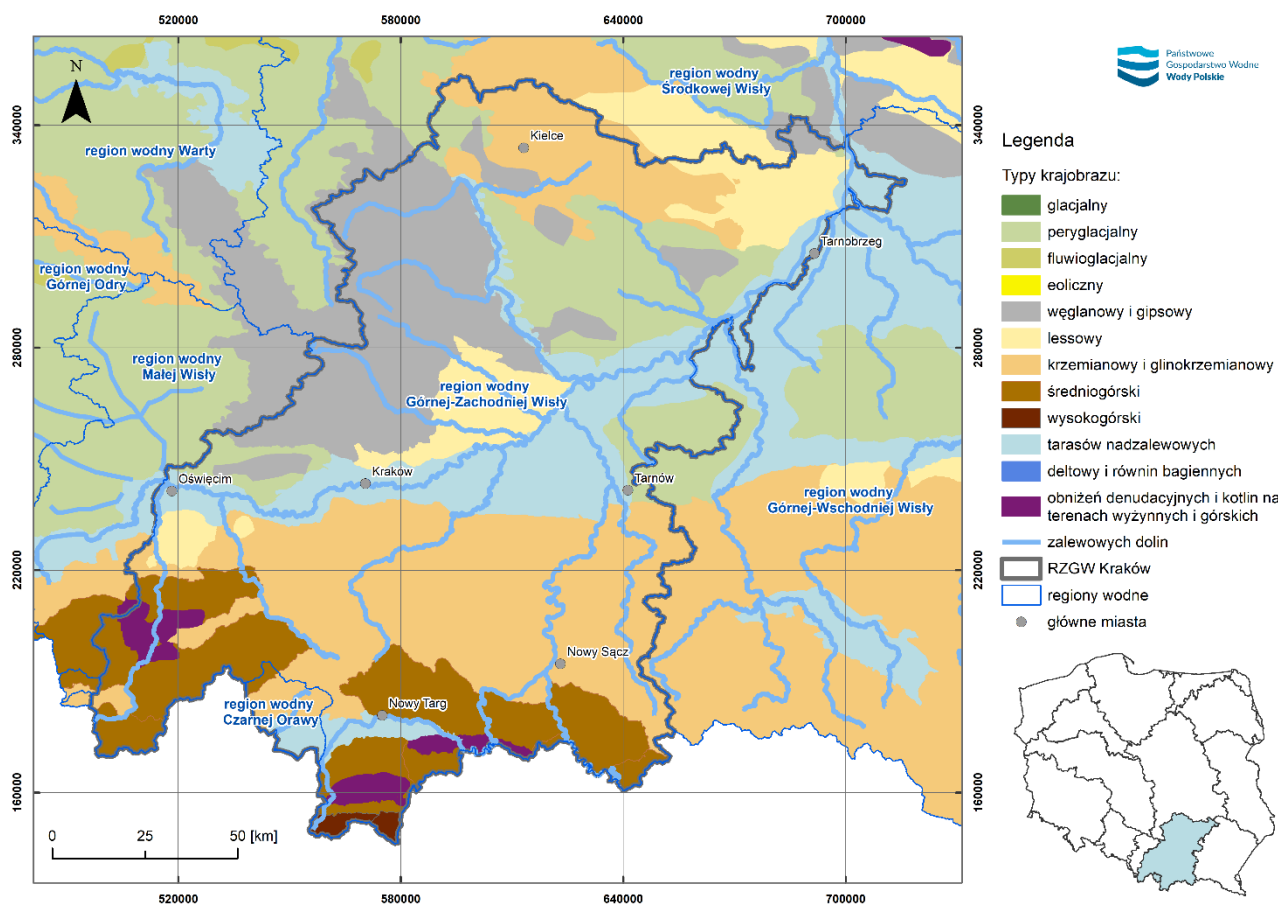 520000
580000
640000
700000
Państwowe
Gospodarstwo Wodne
Wody Polskie
N
region wodny
Środkowej Wisły
340000
340000
Kielce
region wodny Warty
Legenda
Typy krajobrazu:
glacjalny
peryglacjalny
fluwioglacjalny
eoliczny
węglanowy i gipsowy
lessowy
krzemianowy i glinokrzemianowy
średniogórski
wysokogórski
tarasów nadzalewowych
deltowy i równin bagiennych
obniżeń denudacyjnych i kotlin na
terenach wyżynnych i górskich
zalewowych dolin
RZGW Kraków
regiony wodne
główne miasta
Tarnobrzeg
region wodny
Górnej Odry
280000
280000
region wodny
Małej Wisły
region wodny
Górnej-Zachodniej Wisły
Oświęcim
Kraków
Tarnów
region wodny
Górnej-Wschodniej Wisły
220000
220000
Nowy Sącz
region wodny
Czarnej Orawy
Nowy Targ
160000
160000
0 25 50 [km]
520000
580000
640000
700000